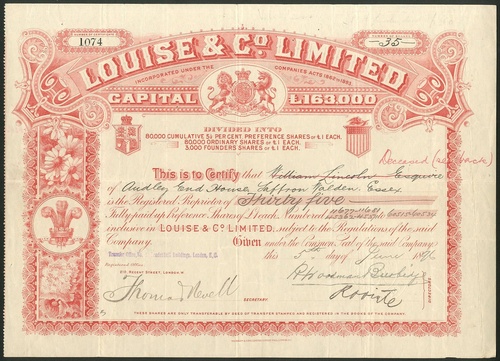 1074
35
LOUISE & Co. LIMITED
INCORPORATED UNDER THE COMPANIES ACTS 1862 TO 1893
CAPITAL £163,000
DIVIDED INTO
80,000 CUMULATIVE 5½ PER CENT. PREFERENCE SHARES OF £1 EACH.
80,000 ORDINARY SHARES OF £1 EACH.
3,000 FOUNDERS SHARES OF £1 EACH.
Deceased (see back)
This is to Certify that William Lincoln Esquire
of Audley End House, Saffron Walden, Essex
is the Registered Proprietor of Thirty five
Fully paid up Preference Shares of £1 each, Numbered
inclusive in LOUISE & Co. LIMITED, subject to the Regulations of the said
Company. Given under the Common Seal of the said Company
this 5th day of June
Registered Office
210, REGENT STREET, LONDON W.
Thomas Nevett SECRETARY.
DIRECTORS
THESE SHARES ARE ONLY TRANSFERABLE BY DEED OF TRANSFER STAMPED AND REGISTERED IN THE BOOKS OF THE COMPANY.